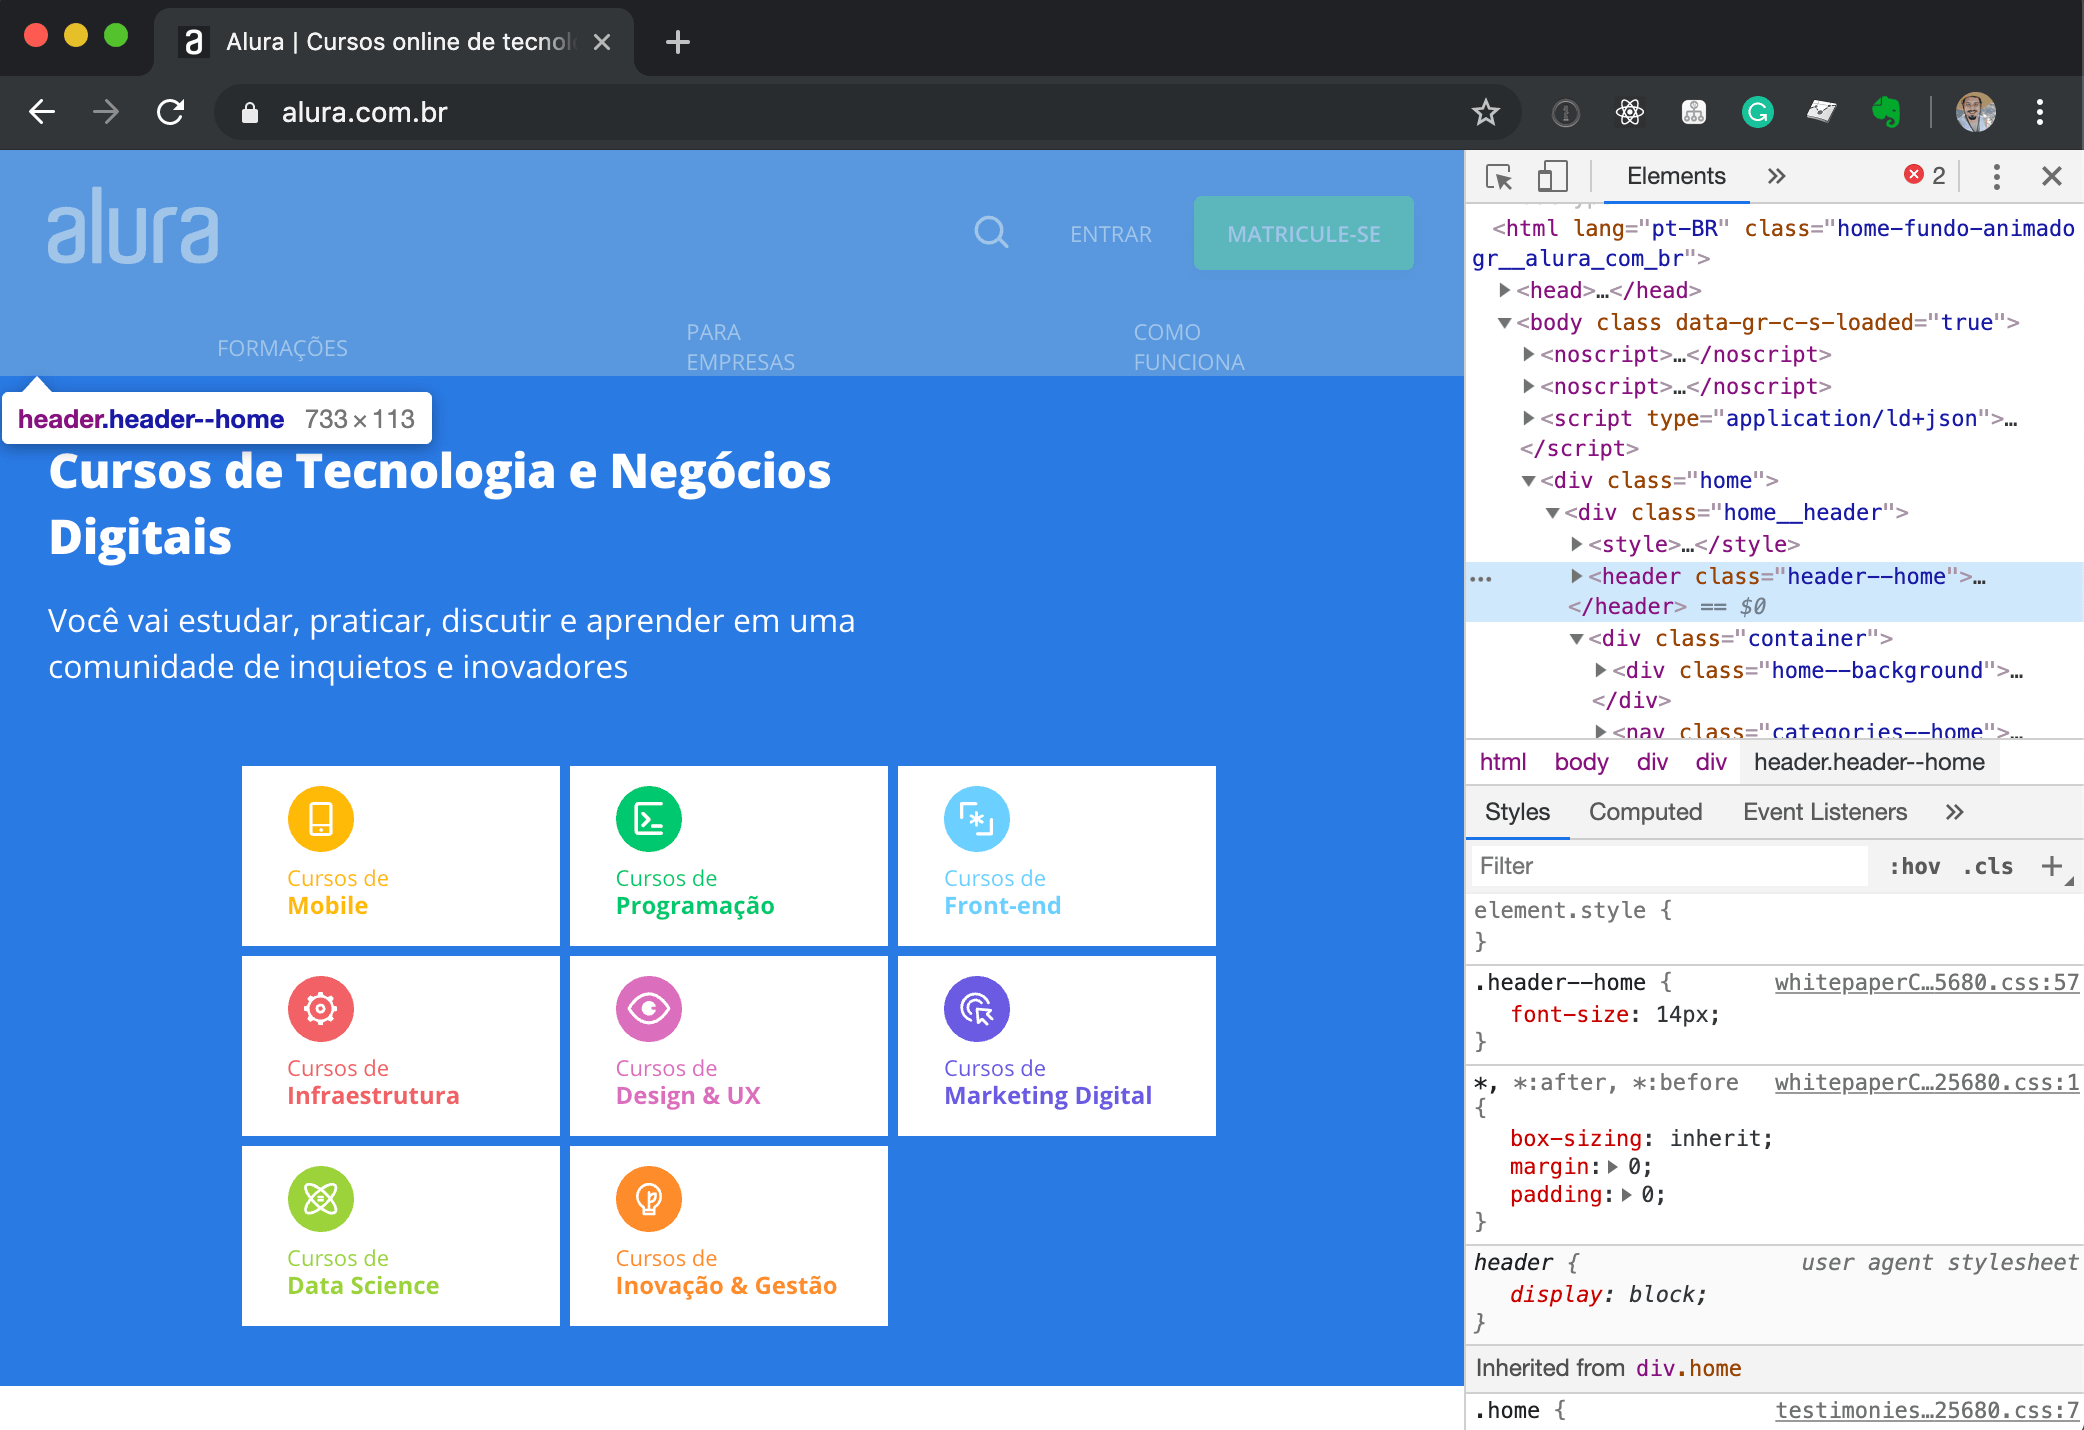 a Alura | Cursos online de tecnol
alura.com.br
alura
ENTRAR
MATRICULE-SE
FORMAÇÕES
PARA
EMPRESAS
COMO
FUNCIONA
header.header--home 733 × 113
Cursos de Tecnologia e Negócios
Digitais
Você vai estudar, praticar, discutir e aprender em uma
comunidade de inquietos e inovadores
Cursos de
Mobile
Cursos de
Programação
Cursos de
Front-end
Cursos de
Infraestrutura
Cursos de
Design & UX
Cursos de
Marketing Digital
Cursos de
Data Science
Cursos de
Inovação & Gestão
Elements » 2
<html lang="pt-BR" class="home-fundo-animado
gr__alura_com_br">
<head>…</head>
<body class data-gr-c-s-loaded="true">
<noscript>…</noscript>
<noscript>…</noscript>
<script type="application/ld+json">…
</script>
<div class="home">
<div class="home__header">
<style>…</style>
<header class="header--home">…
</header> == $0
<div class="container">
<div class="home--background">…
</div>
<nav class="categories--home">…
html body div div header.header--home
Styles Computed Event Listeners »
Filter :hov .cls +
element.style {
}
.header--home { whitepaperC…5680.css:57
font-size: 14px;
}
*, *:after, *:before whitepaperC…25680.css:1
{
box-sizing: inherit;
margin: 0;
padding: 0;
}
header { user agent stylesheet
display: block;
}
Inherited from div.home
.home { testimonies…25680.css:7